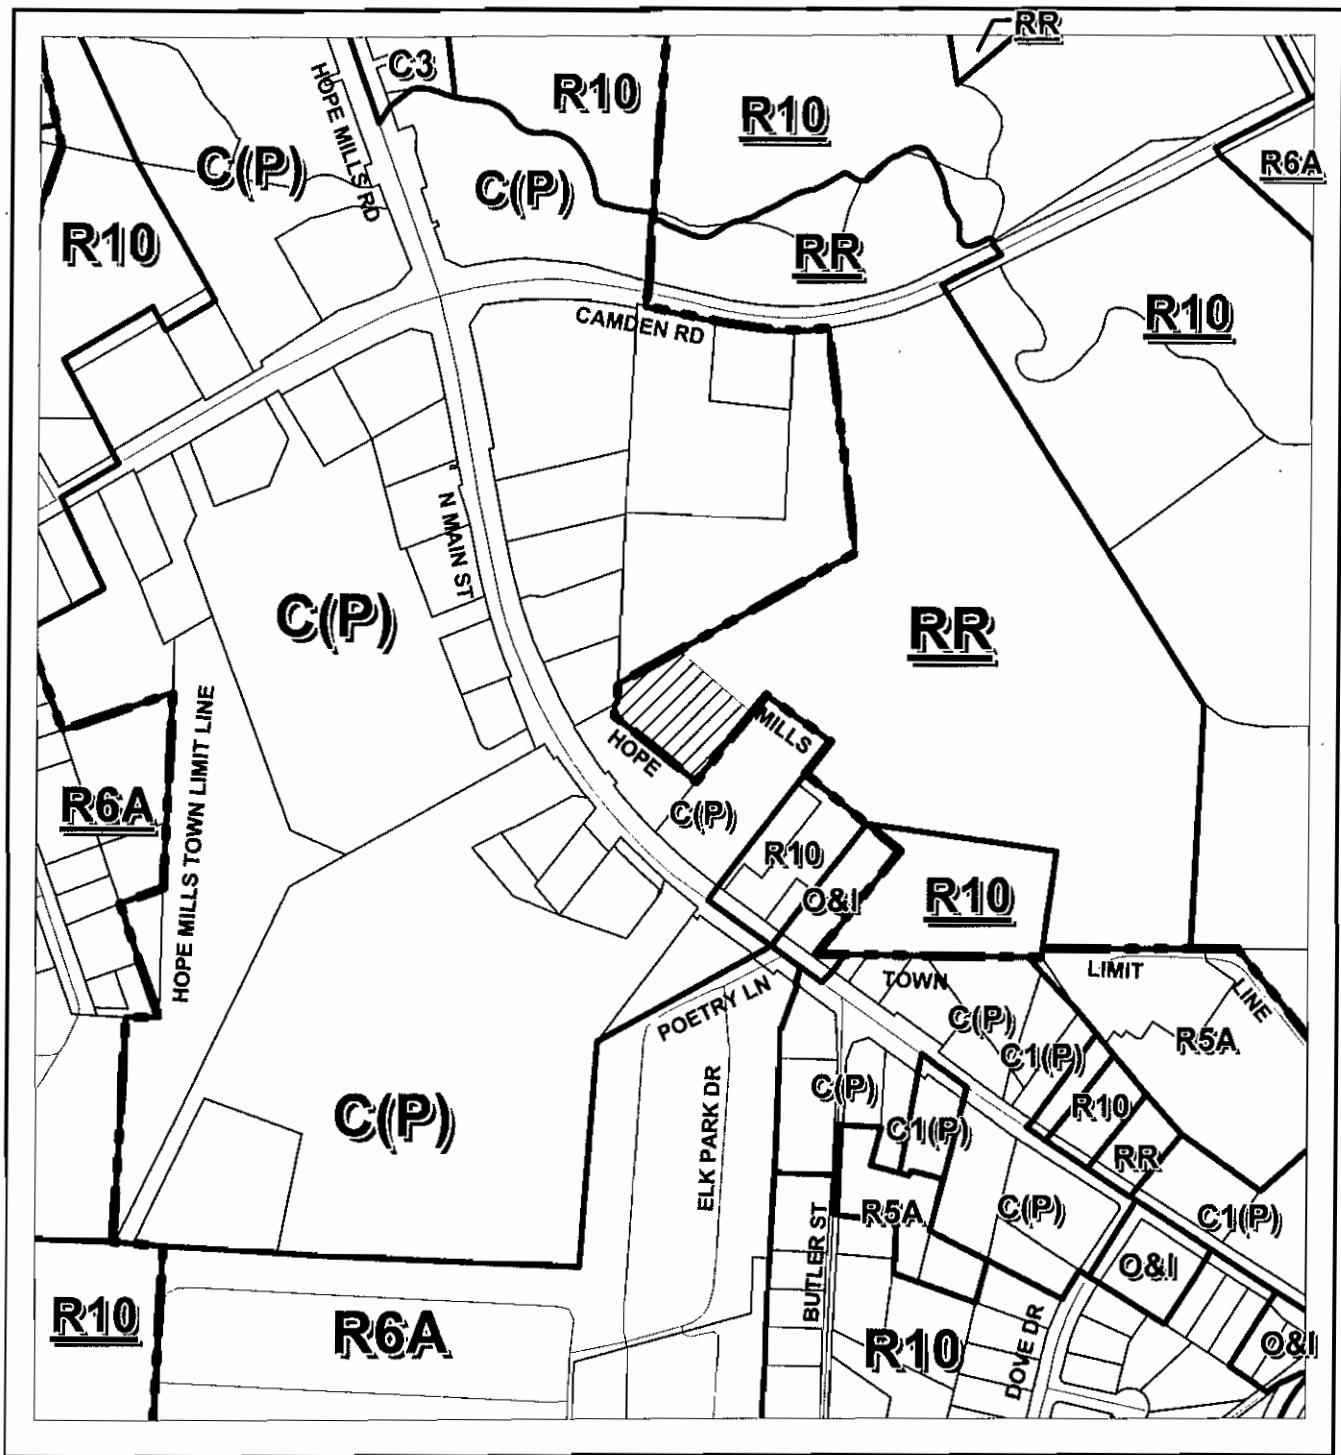 RR
C3
R10
R10
HOPE MILLS RD
C(P)
C(P)
R6A
R10
RR
R10
CAMDEN RD
N MAIN ST
C(P)
RR
HOPE MILLS TOWN LIMIT LINE
MILLS
HOPE
R6A
C(P)
R10
O&I
R10
TOWN
LIMIT
LINE
POETRY LN
C(P)
R5A
C1(P)
C(P)
R10
C(P)
C1(P)
ELK PARK DR
RR
R5A
C(P)
C1(P)
BUTLER ST
O&I
R10
R6A
R10
DOVE DR
O&I